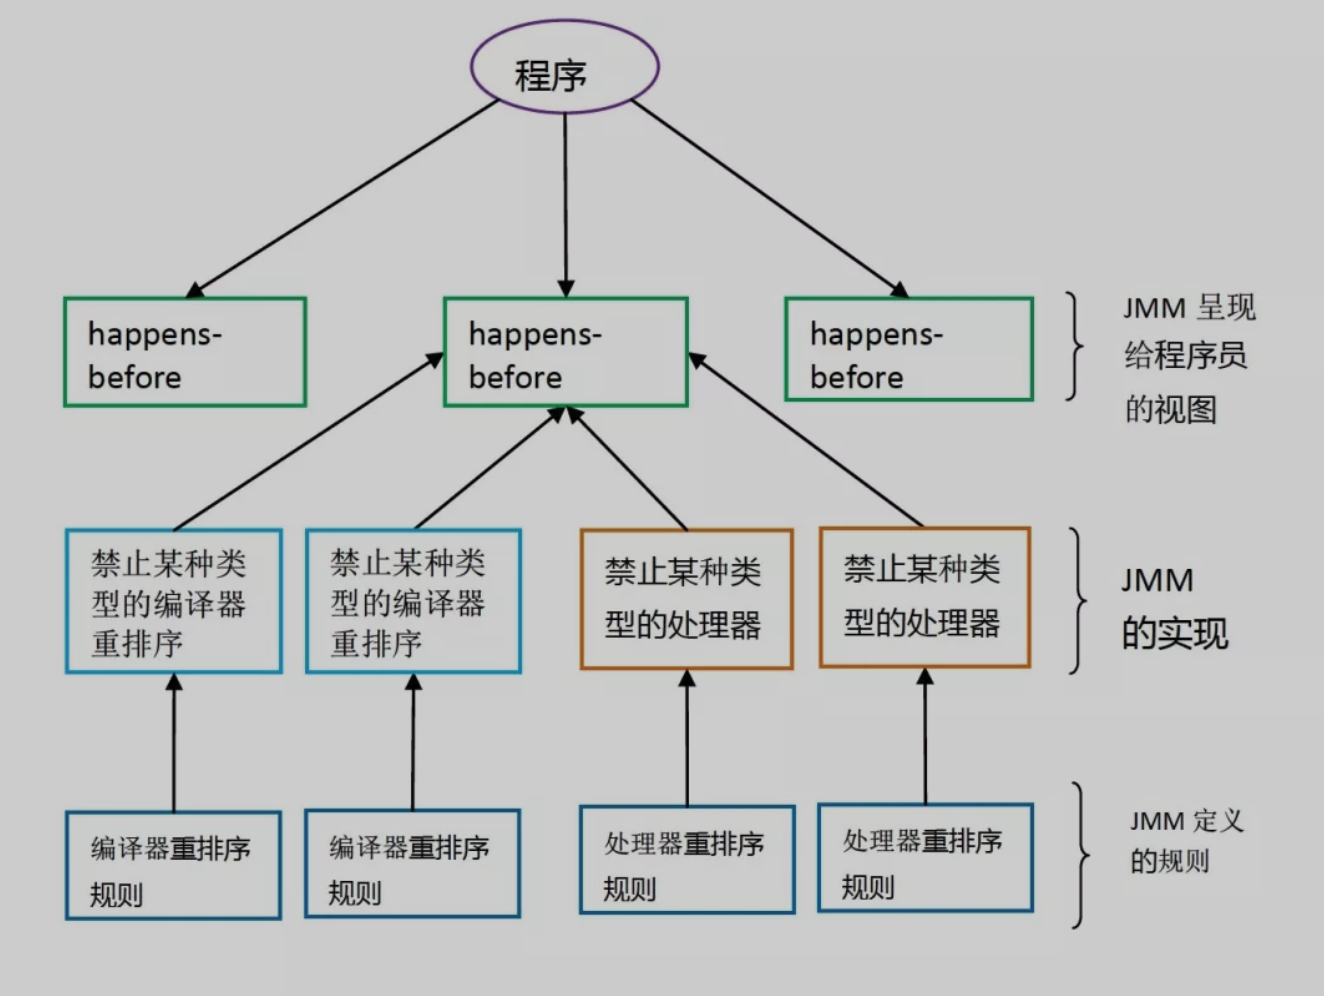 程序
happens-
before
happens-
before
happens-
before
JMM 呈现
给程序员
的视图
禁止某种类
型的编译器
重排序
禁止某种类
型的编译器
重排序
禁止某种类
型的处理器
禁止某种类
型的处理器
JMM
的实现
编译器重排序
规则
编译器重排序
规则
处理器重排序
规则
处理器重排序
规则
JMM 定义
的规则